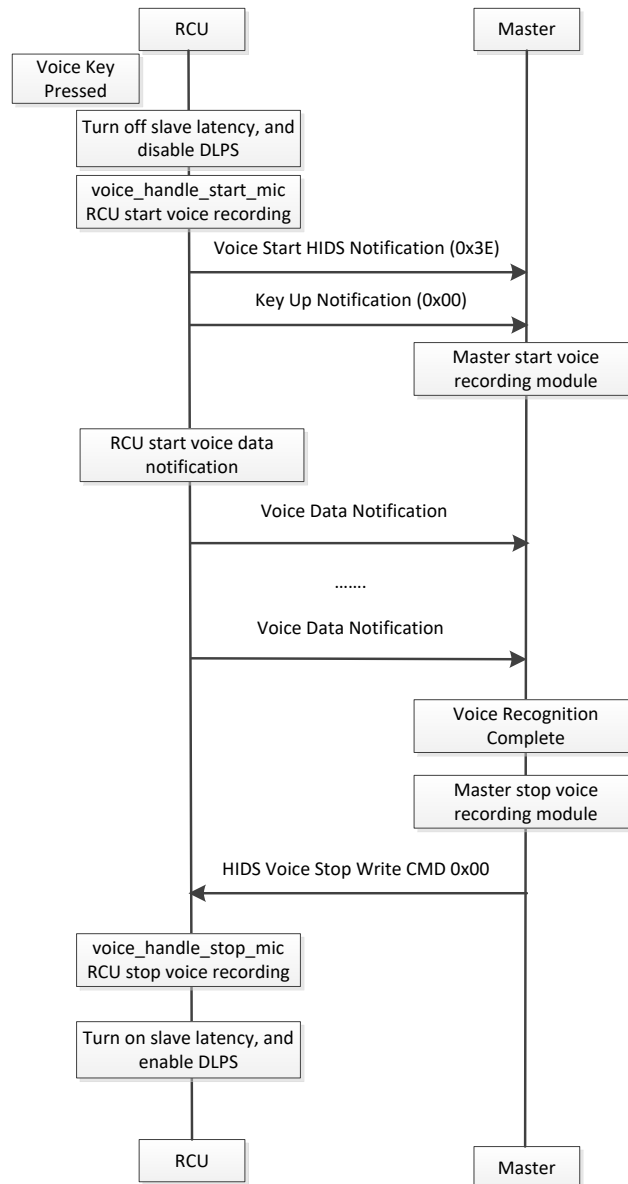 RCU
Master
Voice Key
Pressed
Turn off slave latency, and
disable DLPS
voice_handle_start_mic
RCU start voice recording
Voice Start HIDS Notification (0x3E)
Key Up Notification (0x00)
Master start voice
recording module
RCU start voice data
notification
Voice Data Notification
.......
Voice Data Notification
Voice Recognition
Complete
Master stop voice
recording module
HIDS Voice Stop Write CMD 0x00
voice_handle_stop_mic
RCU stop voice recording
Turn on slave latency, and
enable DLPS
RCU
Master